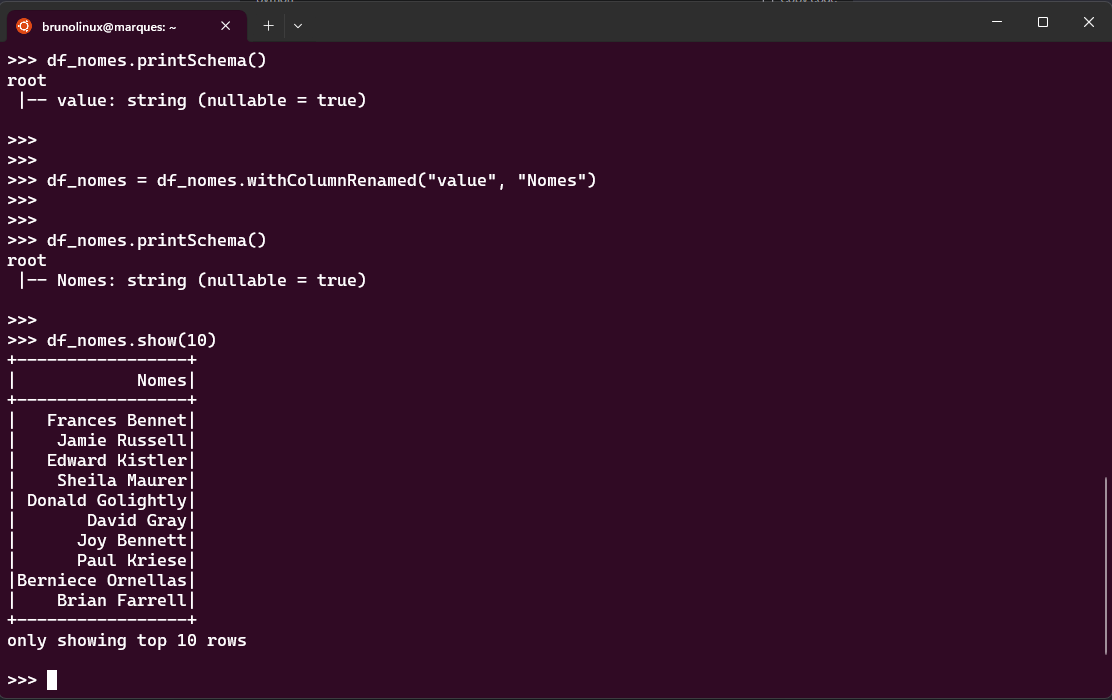 brunolinux@marques: ~
>>> df_nomes.printSchema()
root
 |-- value: string (nullable = true)
>>>
>>>
>>> df_nomes = df_nomes.withColumnRenamed("value", "Nomes")
>>>
>>>
>>> df_nomes.printSchema()
root
 |-- Nomes: string (nullable = true)
>>>
>>> df_nomes.show(10)
+-----------------+
|            Nomes|
+-----------------+
|   Frances Bennet|
|    Jamie Russell|
|   Edward Kistler|
|    Sheila Maurer|
| Donald Golightly|
|       David Gray|
|      Joy Bennett|
|      Paul Kriese|
|Berniece Ornellas|
|    Brian Farrell|
+-----------------+
only showing top 10 rows
>>>